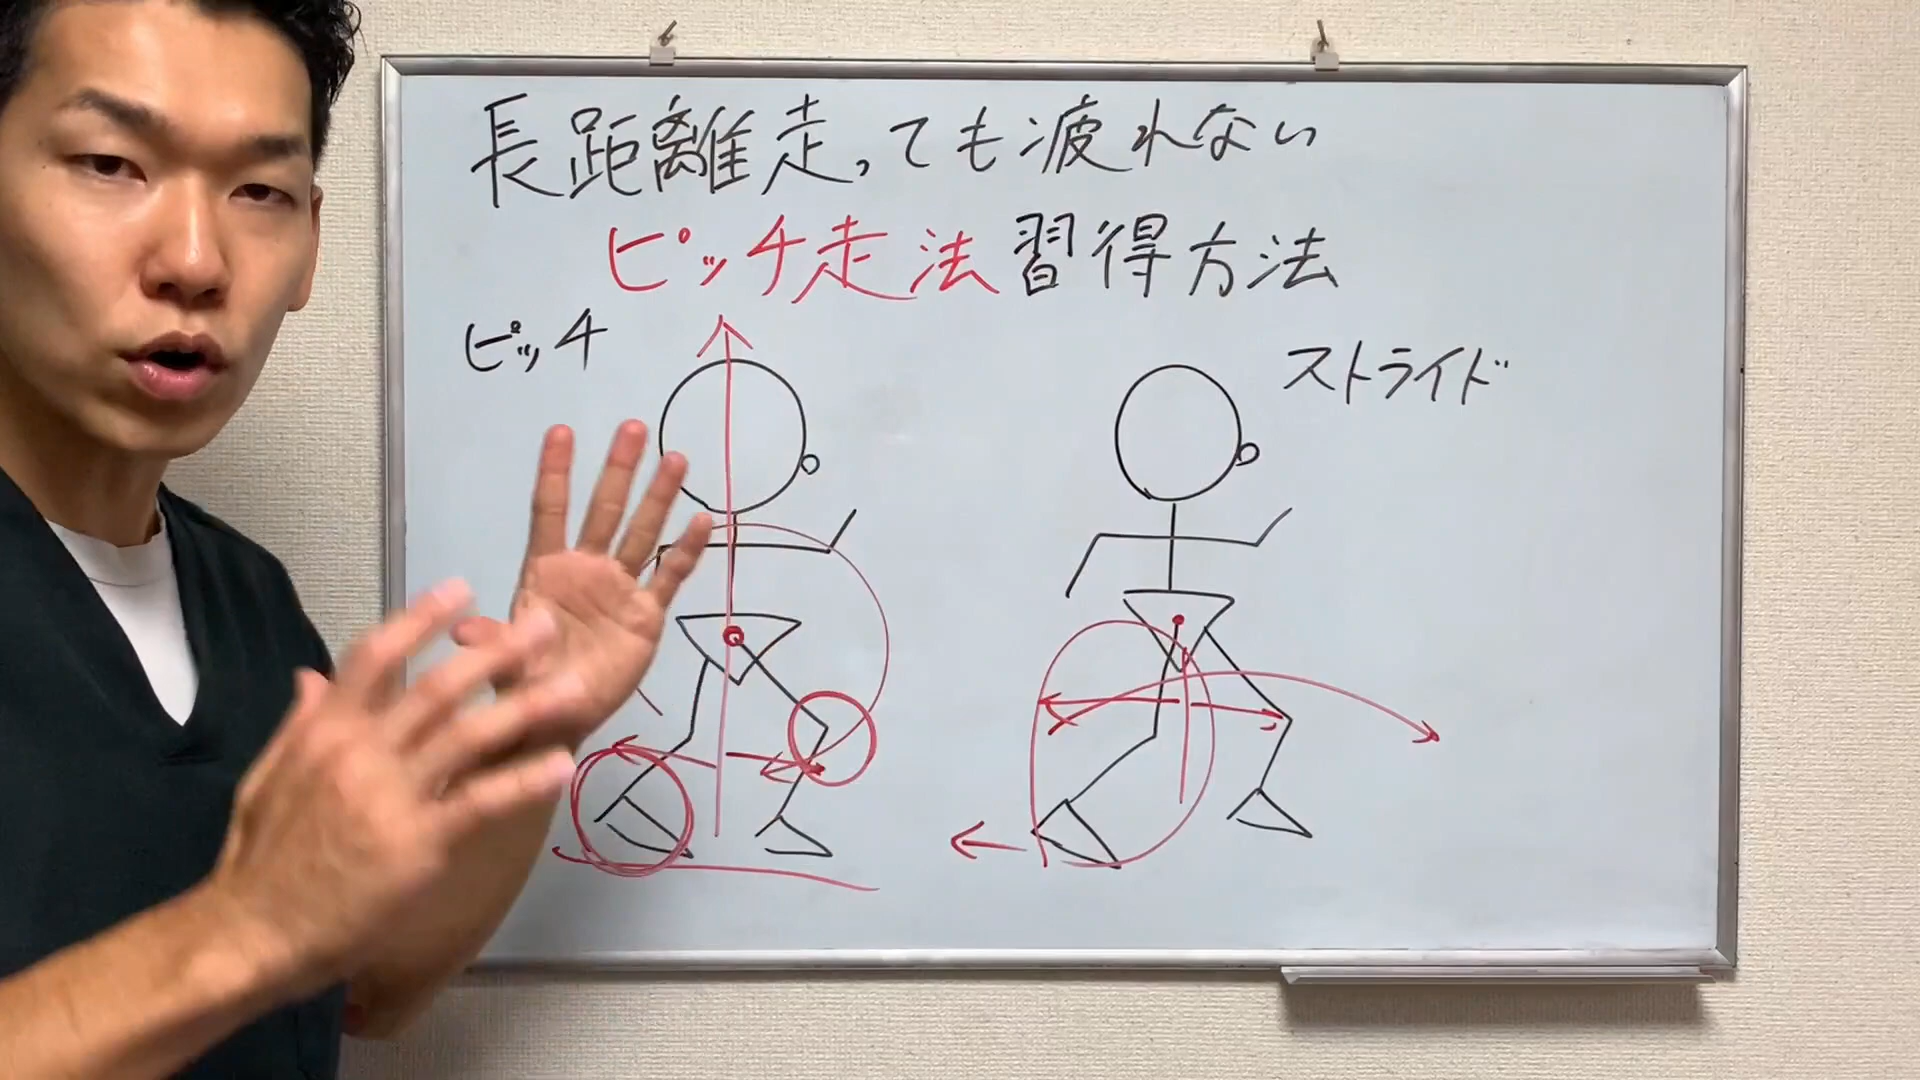 長距離走っても疲れない
ピッチ走法習得方法
ピッチ
ストライド